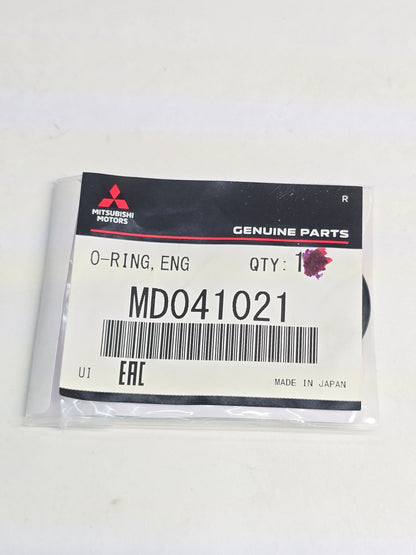 R
MITSUBISHI
MOTORS
GENUINE PARTS
O-RING, ENG QTY: 1
MD041021
UI EAC MADE IN JAPAN